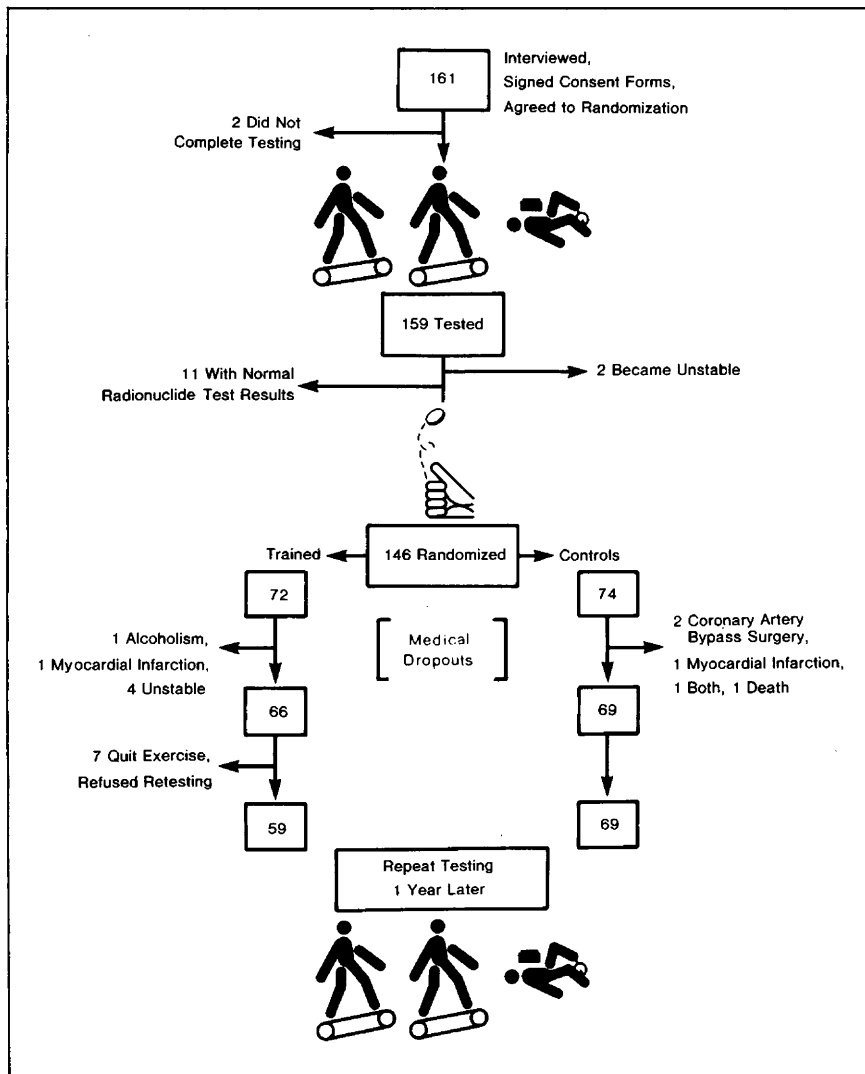 161
Interviewed,
Signed Consent Forms,
Agreed to Randomization
2 Did Not
Complete Testing
159 Tested
11 With Normal
Radionuclide Test Results
2 Became Unstable
Trained
146 Randomized
Controls
72
74
1 Alcoholism,
1 Myocardial Infarction,
4 Unstable
Medical
Dropouts
2 Coronary Artery
Bypass Surgery,
1 Myocardial Infarction,
1 Both, 1 Death
66
69
7 Quit Exercise,
Refused Retesting
59
69
Repeat Testing
1 Year Later